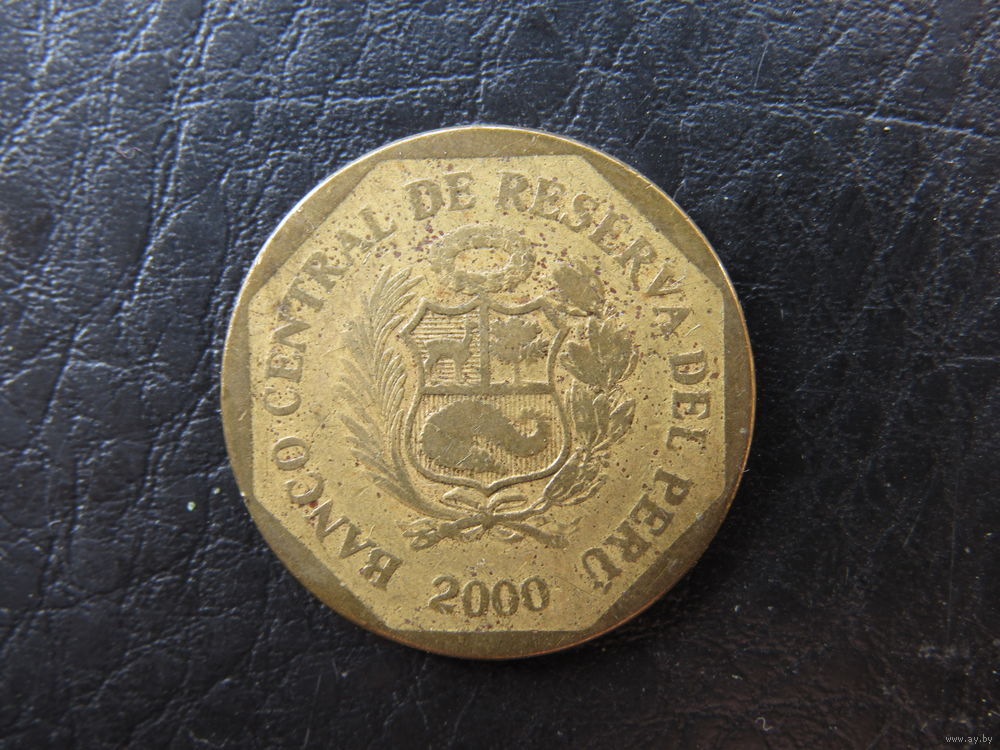 BANCO CENTRAL DE RESERVA DEL PERÚ
2000
www.ay.by